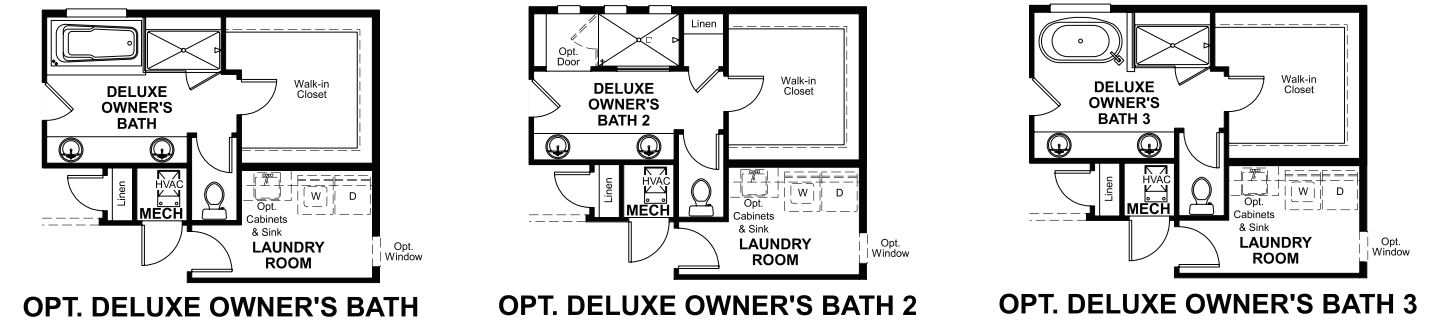 Walk-in
Closet
DELUXE
OWNER'S
BATH
Linen
HVAC
MECH
W
D
Opt.
Cabinets
& Sink
LAUNDRY
ROOM
Opt.
Window
OPT. DELUXE OWNER'S BATH
Linen
Opt.
Door
Walk-in
Closet
DELUXE
OWNER'S
BATH 2
Linen
HVAC
MECH
W
D
Opt.
Cabinets
& Sink
LAUNDRY
ROOM
Opt.
Window
OPT. DELUXE OWNER'S BATH 2
Walk-in
Closet
DELUXE
OWNER'S
BATH 3
Linen
HVAC
MECH
W
D
Opt.
Cabinets
& Sink
LAUNDRY
ROOM
Opt.
Window
OPT. DELUXE OWNER'S BATH 3